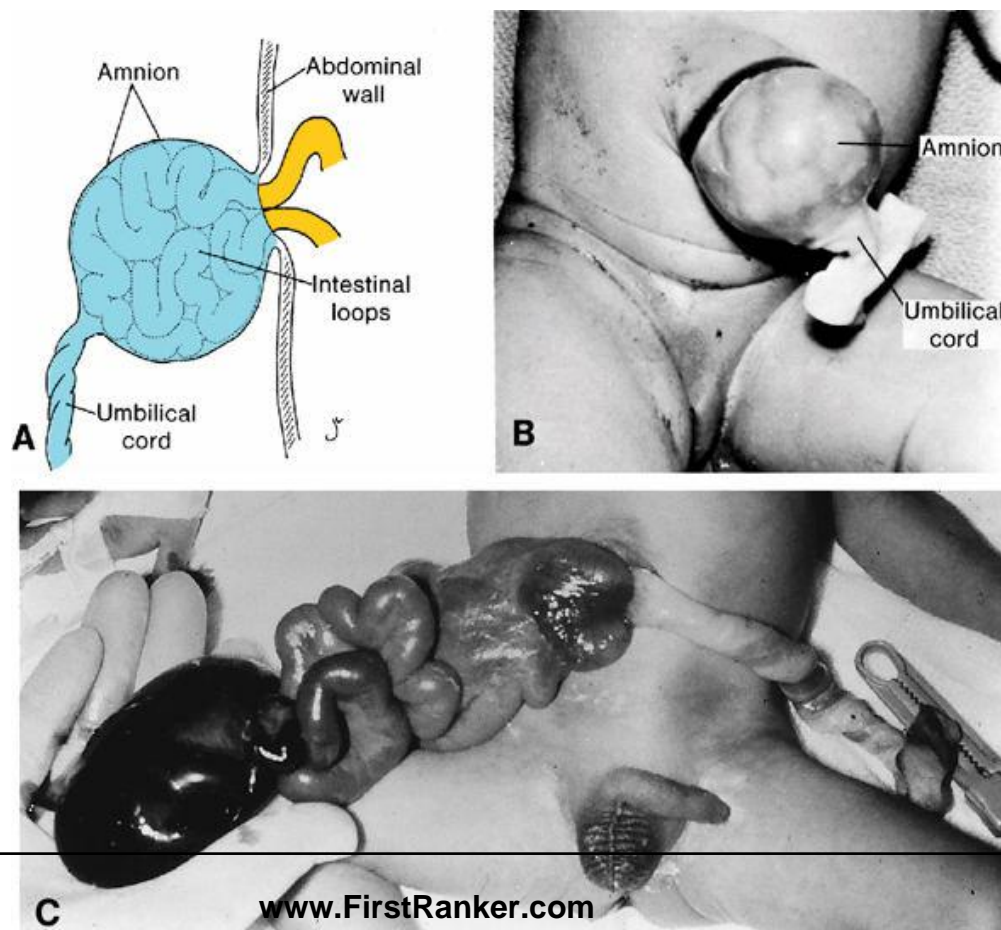 Amnion
Abdominal
wall
Intestinal
loops
Umbilical
cord
A
Amnion
Umbilical
cord
B
C
www.FirstRanker.com